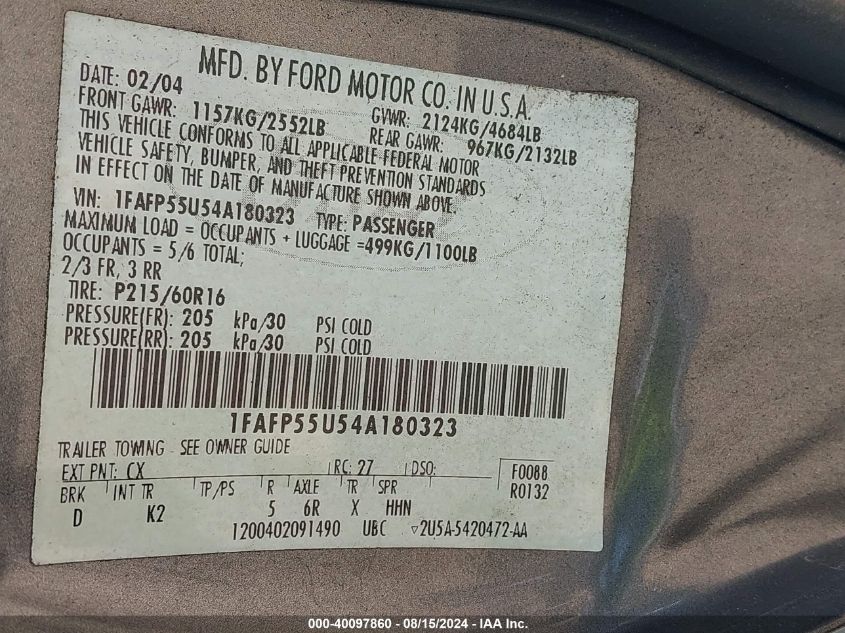 MFD. BY FORD MOTOR CO. IN U.S.A.
DATE: 02/04 GVWR: 2124KG/4684LB
FRONT GAWR: 1157KG/2552LB REAR GAWR: 967KG/2132LB
THIS VEHICLE CONFORMS TO ALL APPLICABLE FEDERAL MOTOR
VEHICLE SAFETY, BUMPER, AND THEFT PREVENTION STANDARDS
IN EFFECT ON THE DATE OF MANUFACTURE SHOWN ABOVE.
VIN: 1FAFP55U54A180323 TYPE: PASSENGER
MAXIMUM LOAD = OCCUPANTS + LUGGAGE =499KG/1100LB
OCCUPANTS = 5/6 TOTAL;
2/3 FR, 3 RR
TIRE: P215/60R16
PRESSURE(FR): 205 kPa/30 PSI COLD
PRESSURE(RR): 205 kPa/30 PSI COLD
1FAFP55U54A180323
TRAILER TOWING - SEE OWNER GUIDE
EXT PNT: CX RC: 27 DSO: F0088
BRK INT TR TP/PS R AXLE TR SPR R0132
D K2 5 6R X HHN
1200402091490 UBC ▽2U5A-5420472-AA
000-40097860 - 08/15/2024 - IAA Inc.